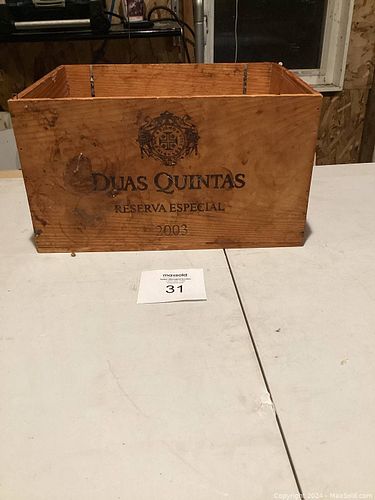 DUAS QUINTAS
RESERVA ESPECIAL
2003
maxsold
31
Copyright 2024 - MaxSold.com